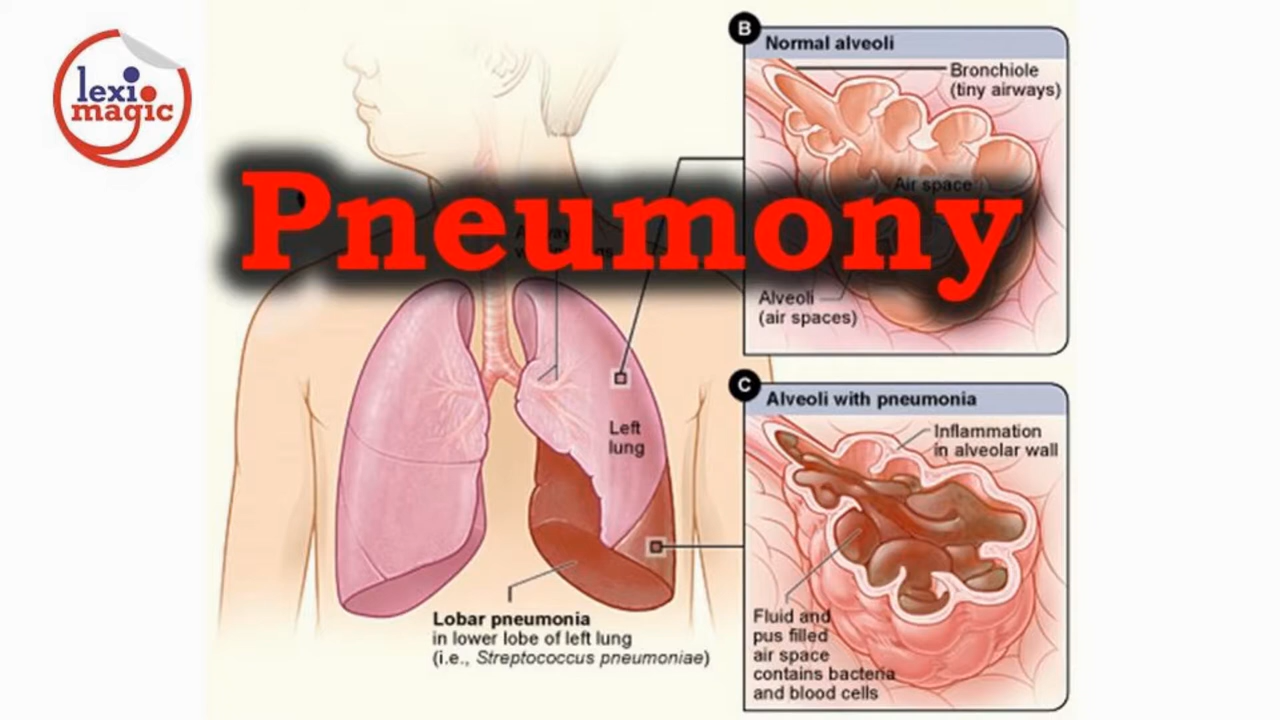 lexi
magic
Pneumony
B
Normal alveoli
Bronchiole
(tiny airways)
Air space
Alveoli
(air spaces)
Left
lung
C
Alveoli with pneumonia
Inflammation
in alveolar wall
Fluid and
pus filled
air space
contains bacteria
and blood cells
Lobar pneumonia
in lower lobe of left lung
(i.e., Streptococcus pneumoniae)